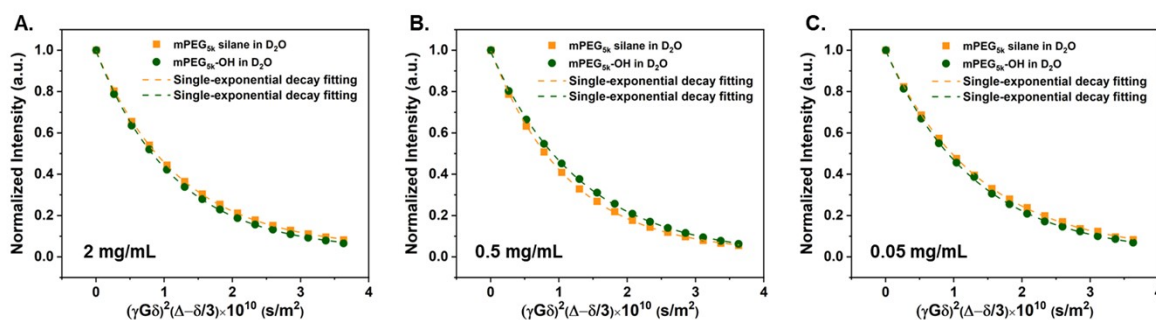 A.
mPEG5k silane in D2O
mPEG5k-OH in D2O
Single-exponential decay fitting
Single-exponential decay fitting
Normalized Intensity (a.u.)
1.0
0.8
0.6
0.4
0.2
0.0
2 mg/mL
0 1 2 3 4
(γGδ)²(Δ−δ/3)×10¹⁰ (s/m²)
B.
mPEG5k silane in D2O
mPEG5k-OH in D2O
Single-exponential decay fitting
Single-exponential decay fitting
Normalized Intensity (a.u.)
1.0
0.8
0.6
0.4
0.2
0.0
0.5 mg/mL
0 1 2 3 4
(γGδ)²(Δ−δ/3)×10¹⁰ (s/m²)
C.
mPEG5k silane in D2O
mPEG5k-OH in D2O
Single-exponential decay fitting
Single-exponential decay fitting
Normalized Intensity (a.u.)
1.0
0.8
0.6
0.4
0.2
0.0
0.05 mg/mL
0 1 2 3 4
(γGδ)²(Δ−δ/3)×10¹⁰ (s/m²)